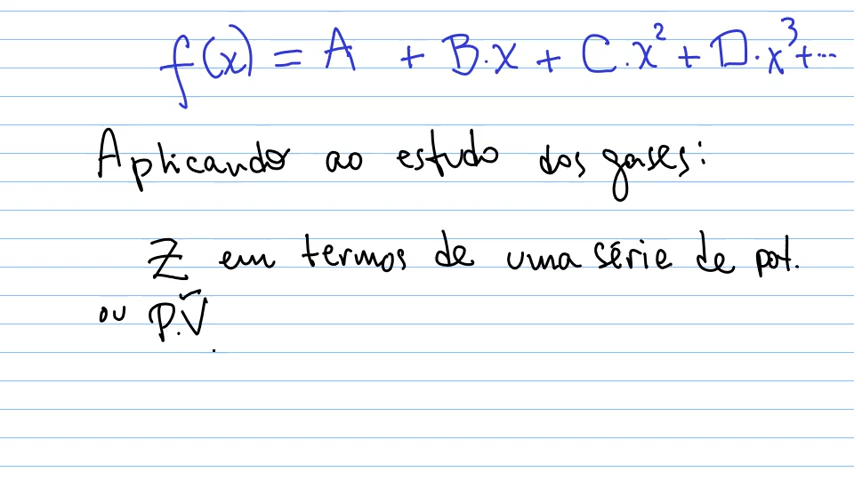 f(x) = A + B.x + C.x² + D.x³ + ...
Aplicando ao estudo dos gases:
Z em termos de uma série de pot.
ou P.Ṽ